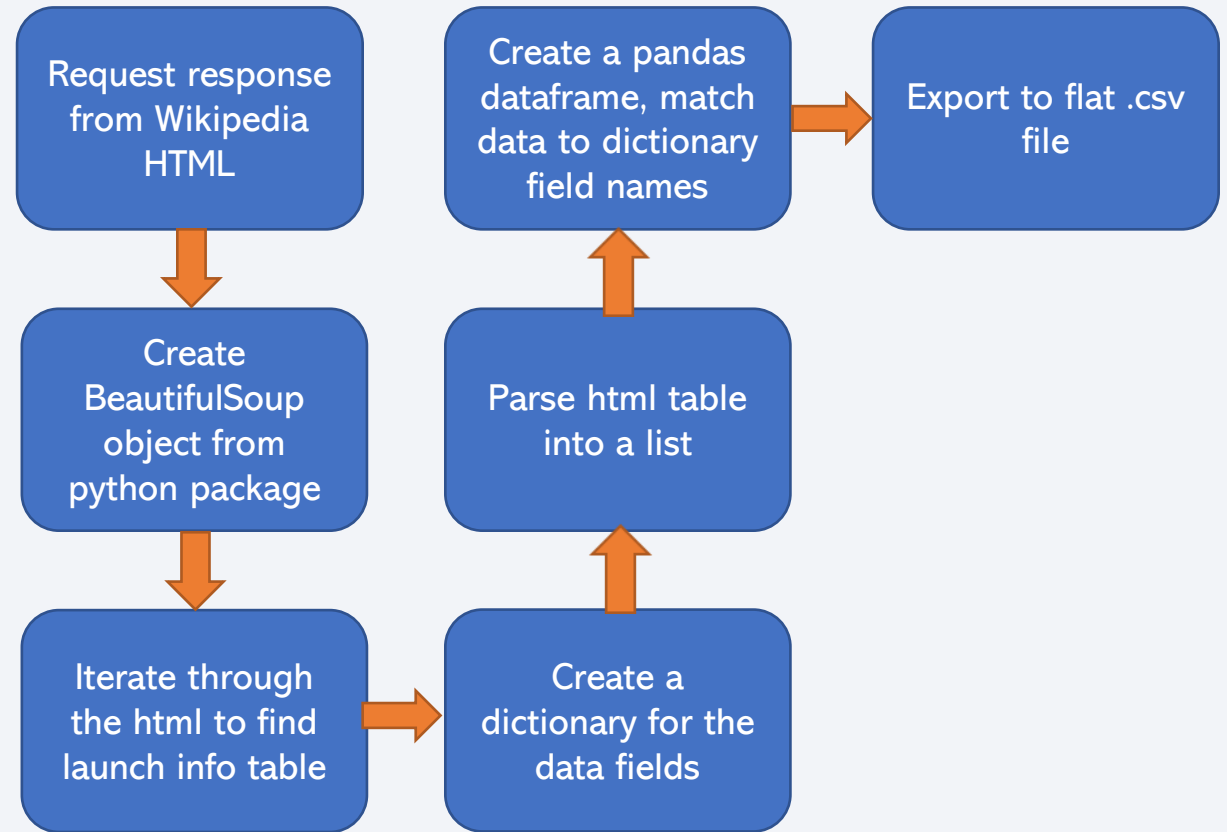 Request response
from Wikipedia
HTML
Create
BeautifulSoup
object from
python package
Iterate through
the html to find
launch info table
Create a
dictionary for the
data fields
Parse html table
into a list
Create a pandas
dataframe, match
data to dictionary
field names
Export to flat .csv
file